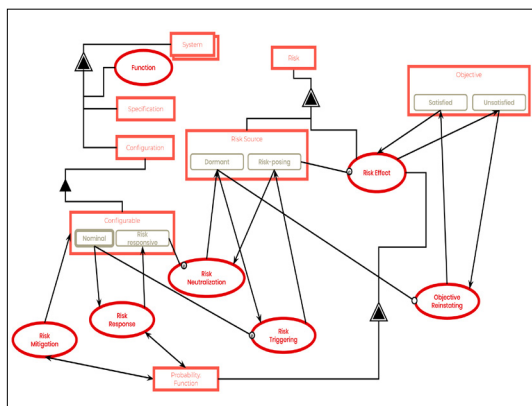 System
Risk
Function
Objective
Satisfied
Unsatisfied
Specification
Risk Source
Configuration
Dormant
Risk-posing
Risk Effect
Configurable
Nominal
Risk
responsive
Risk
Neutralization
Objective
Reinstating
Risk
Response
Risk
Mitigation
Risk
Triggering
Probability,
Function